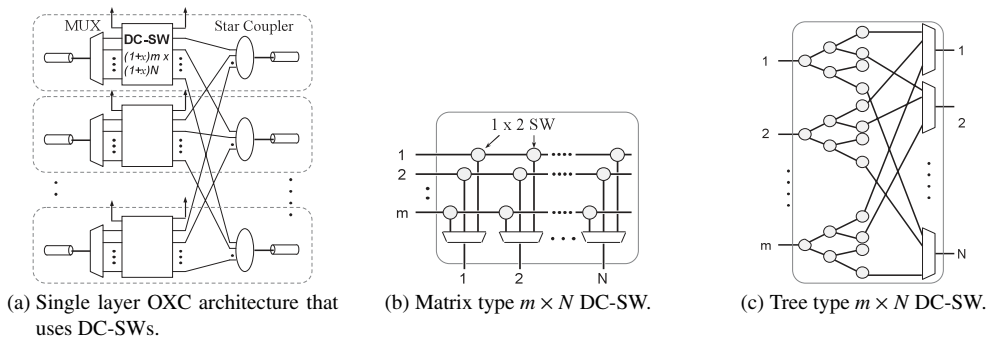 MUX
Star Coupler
DC-SW
(1+x)m x
(1+x)N
1 x 2 SW
1
2
m
1
2
N
1
2
m
1
2
N
(a) Single layer OXC architecture that
uses DC-SWs.
(b) Matrix type m × N DC-SW.
(c) Tree type m × N DC-SW.